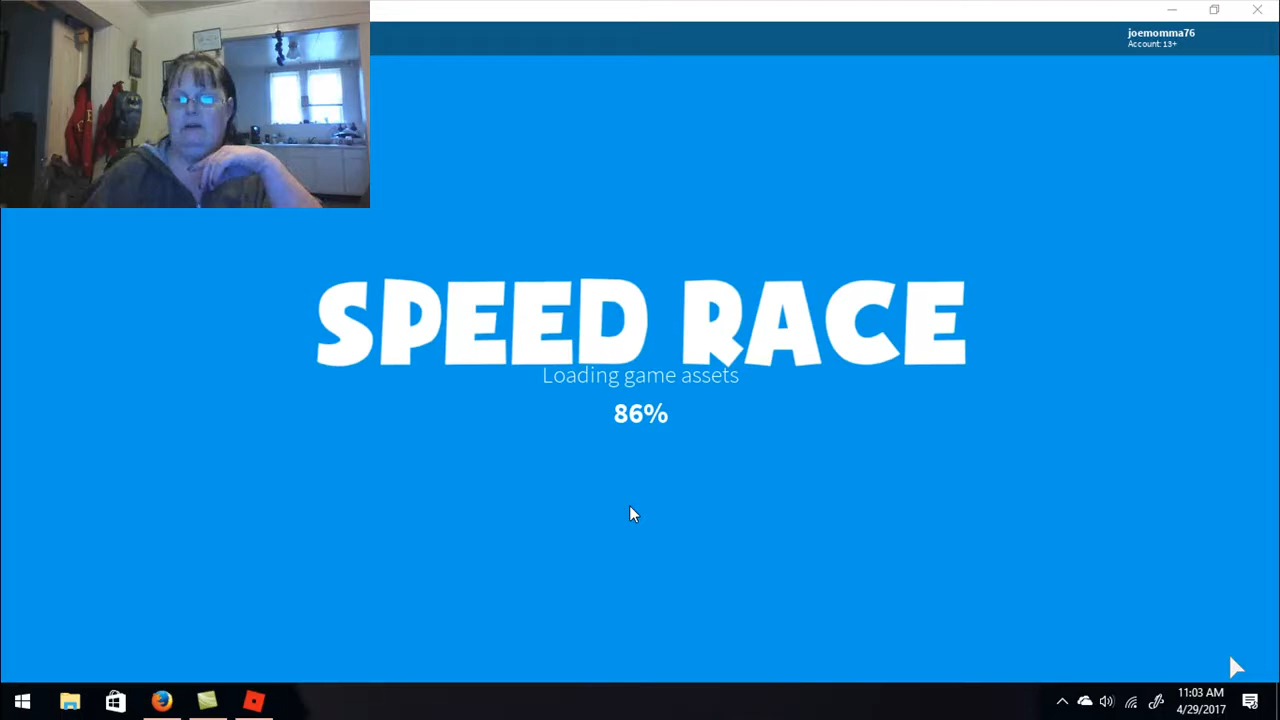 joemomma76
Account: 13+
SPEED RACE
Loading game assets
86%
11:03 AM
4/29/2017